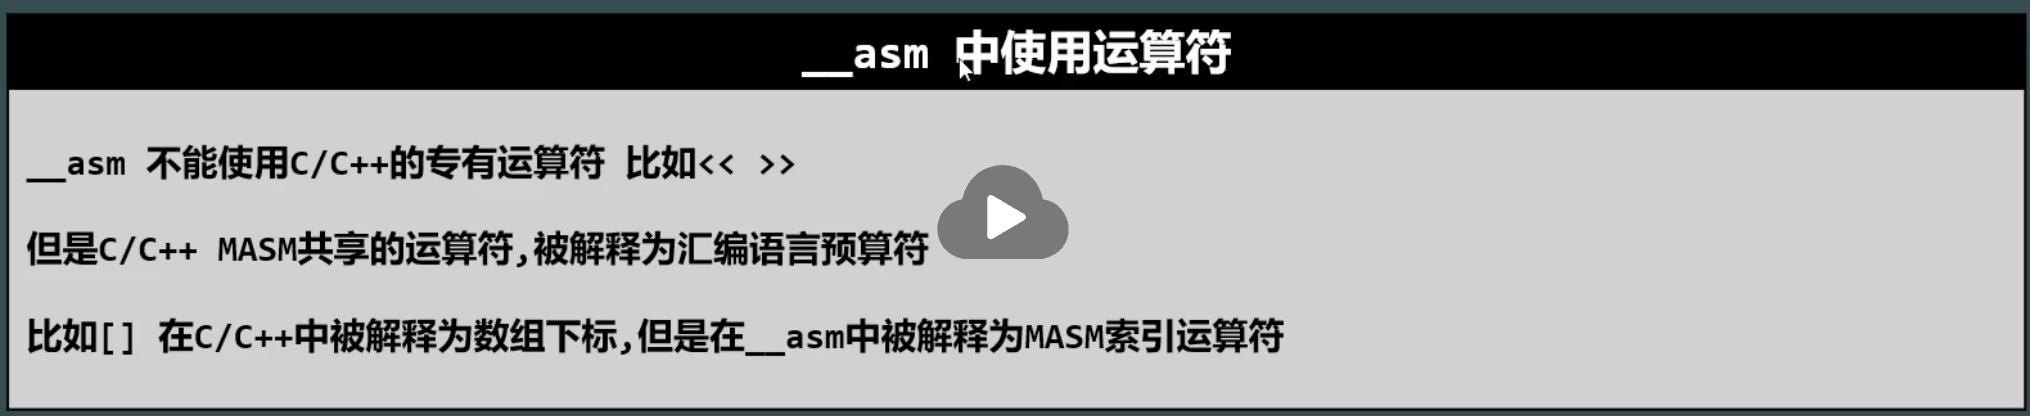 __asm 中使用运算符
__asm 不能使用C/C++的专有运算符 比如<< >>
但是C/C++ MASM共享的运算符,被解释为汇编语言预算符
比如[] 在C/C++中被解释为数组下标,但是在__asm中被解释为MASM索引运算符